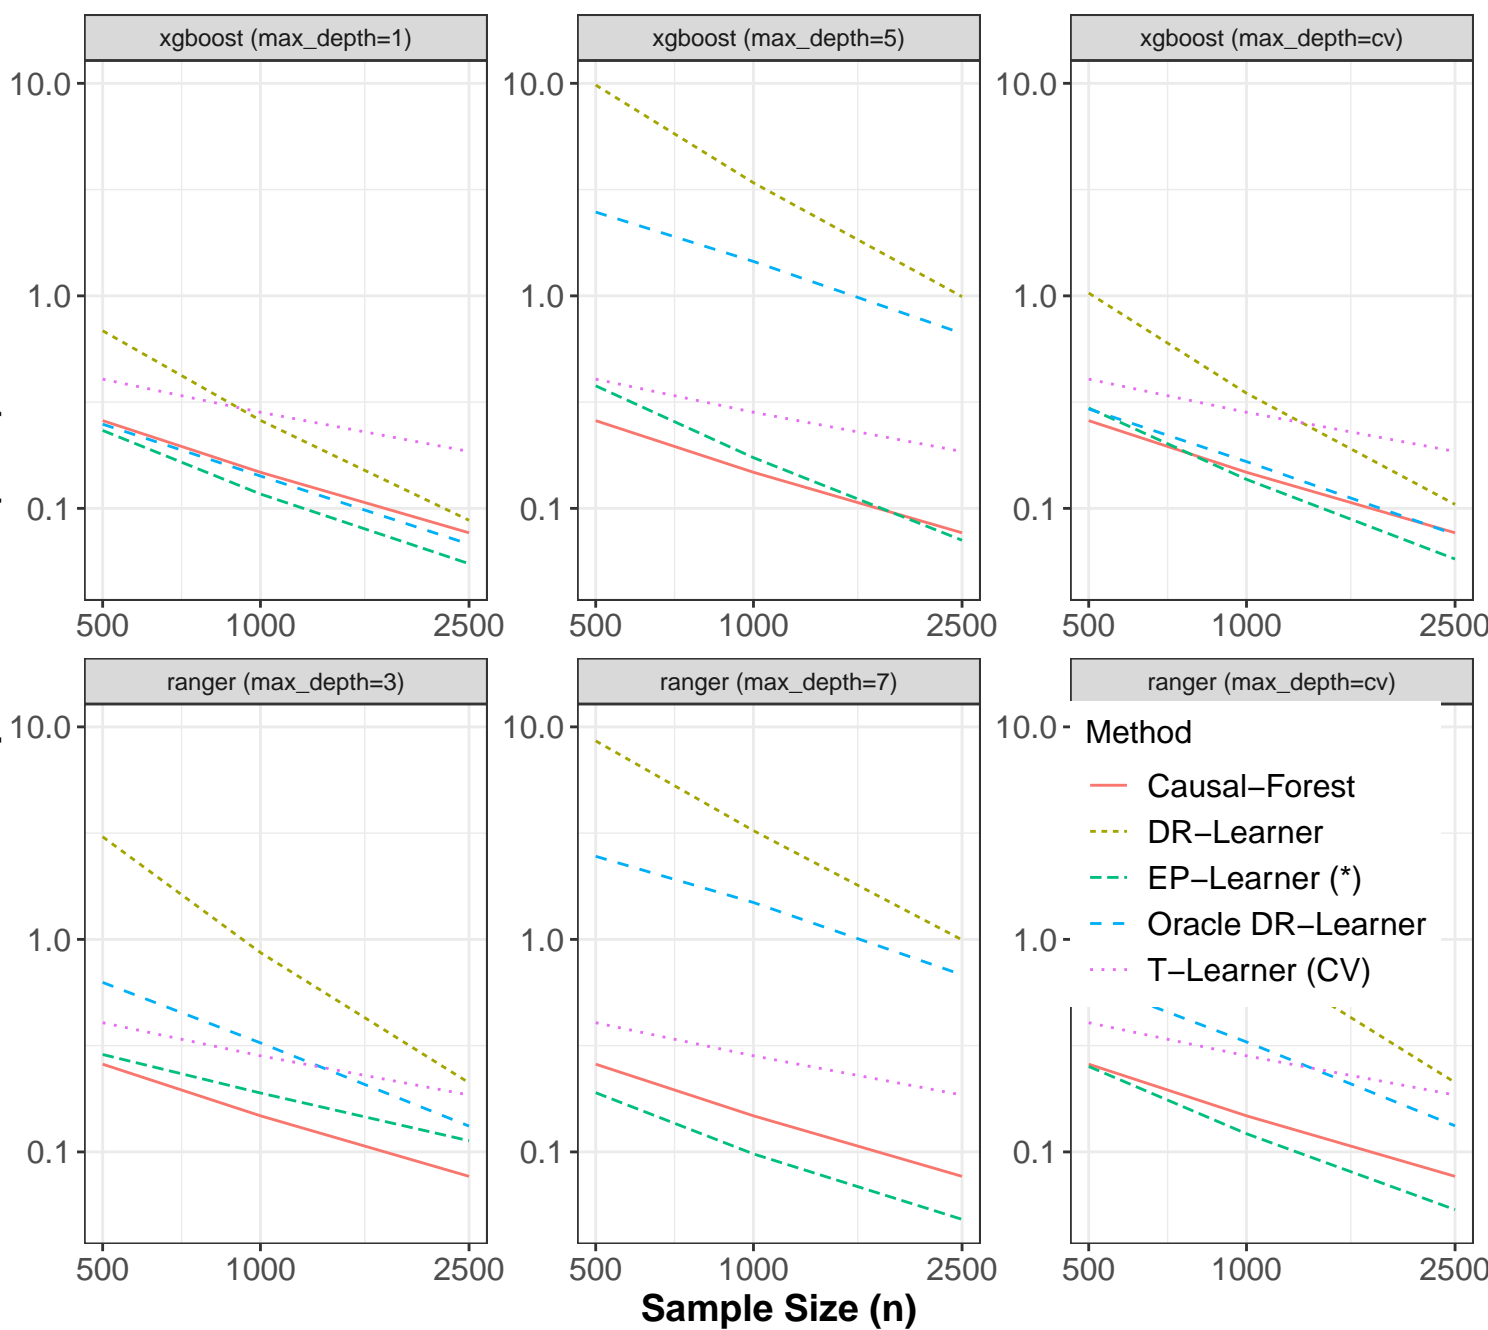 xgboost (max_depth=1)
xgboost (max_depth=5)
xgboost (max_depth=cv)
10.0
1.0
0.1
500 1000 2500
10.0
1.0
0.1
500 1000 2500
10.0
1.0
0.1
500 1000 2500
ranger (max_depth=3)
ranger (max_depth=7)
ranger (max_depth=cv)
10.0
1.0
0.1
500 1000 2500
10.0
1.0
0.1
500 1000 2500
10.0
1.0
0.1
500 1000 2500
Method
Causal−Forest
DR−Learner
EP−Learner (*)
Oracle DR−Learner
T−Learner (CV)
Sample Size (n)